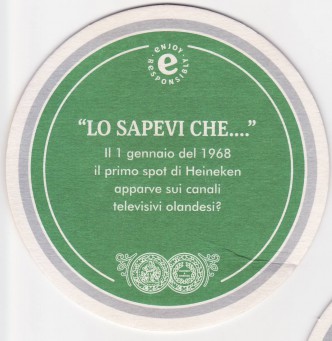 ENJOY
e
RESPONSIBLY
“LO SAPEVI CHE....”
Il 1 gennaio del 1968
il primo spot di Heineken
apparve sui canali
televisivi olandesi?